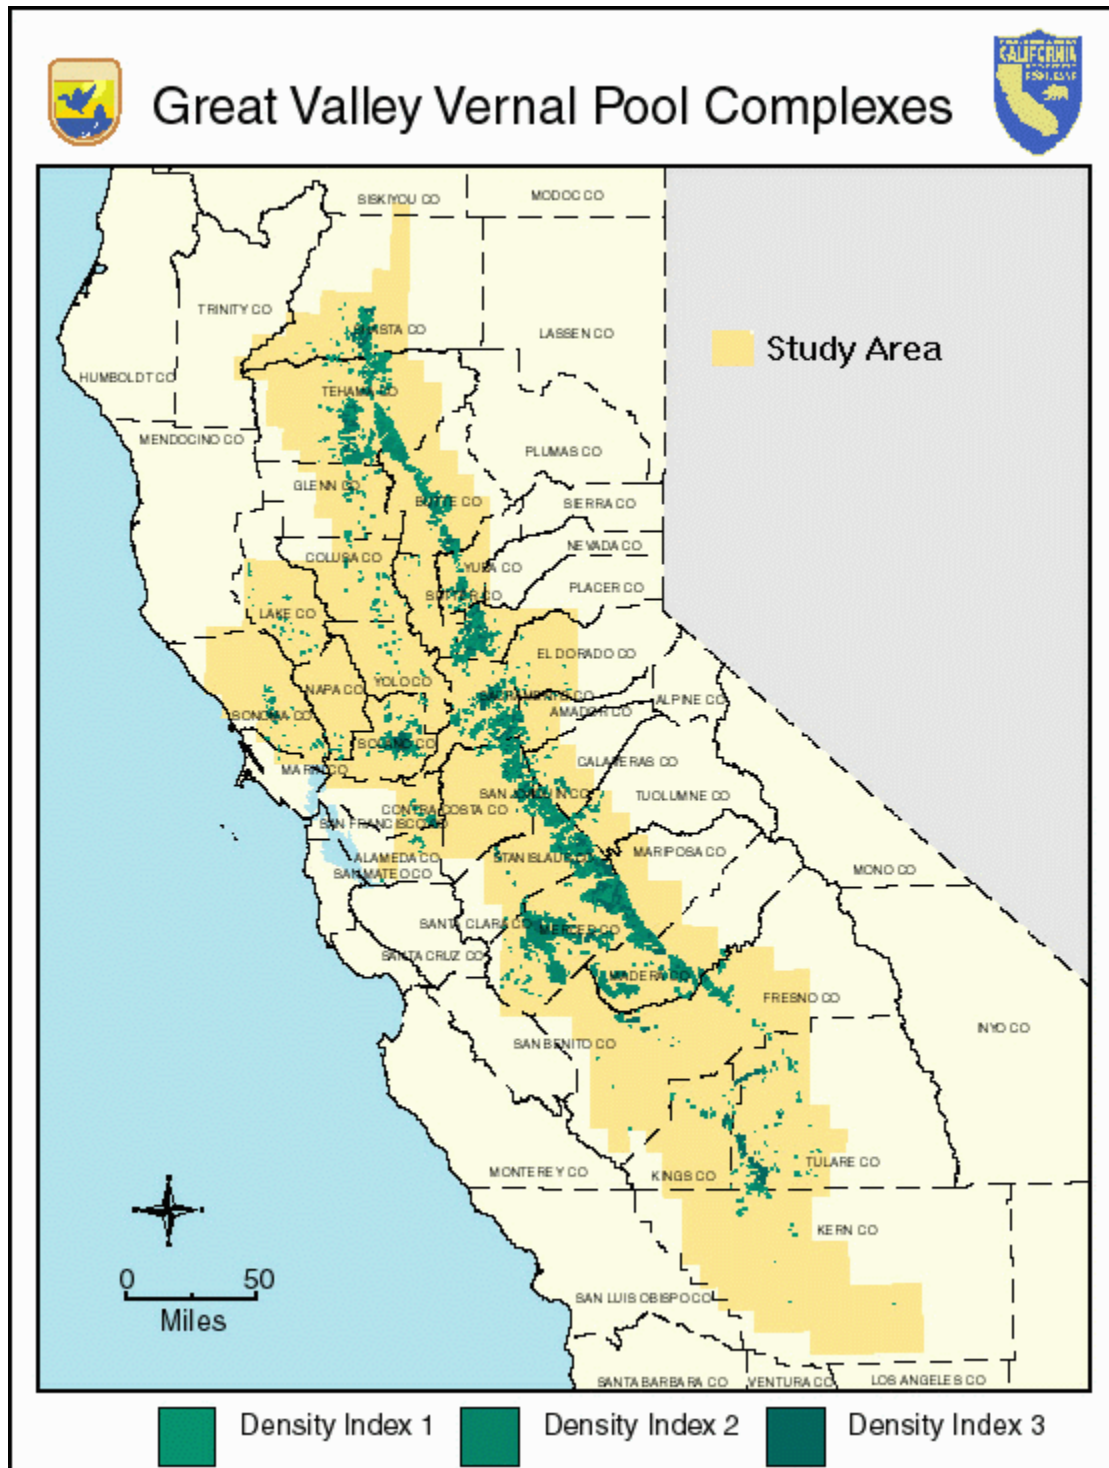 Great Valley Vernal Pool Complexes
CALIFORNIA
SISKIYOU CO
MODOC CO
TRINITY CO
SHASTA CO
LASSEN CO
Study Area
HUMBOLDT CO
TEHAMA CO
MENDOCINO CO
PLUMAS CO
GLENN CO
BUTTE CO
SIERRA CO
COLUSA CO
NEVADA CO
YUBA CO
PLACER CO
SUTTER CO
LAKE CO
EL DORADO CO
YOLO CO
NAPA CO
SACRAMENTO CO
ALPINE CO
SONOMA CO
AMADOR CO
SOLANO CO
CALAVERAS CO
MARIN CO
SAN JOAQUIN CO
TUOLUMNE CO
CONTRA COSTA CO
SAN FRANCISCO CO
STANISLAUS CO
MARIPOSA CO
ALAMEDA CO
SAN MATEO CO
MONO CO
SANTA CLARA CO
MERCED CO
SANTA CRUZ CO
MADERA CO
FRESNO CO
INYO CO
SAN BENITO CO
MONTEREY CO
KINGS CO
TULARE CO
KERN CO
0 50
Miles
SAN LUIS OBISPO CO
SANTA BARBARA CO
VENTURA CO
LOS ANGELES CO
Density Index 1
Density Index 2
Density Index 3